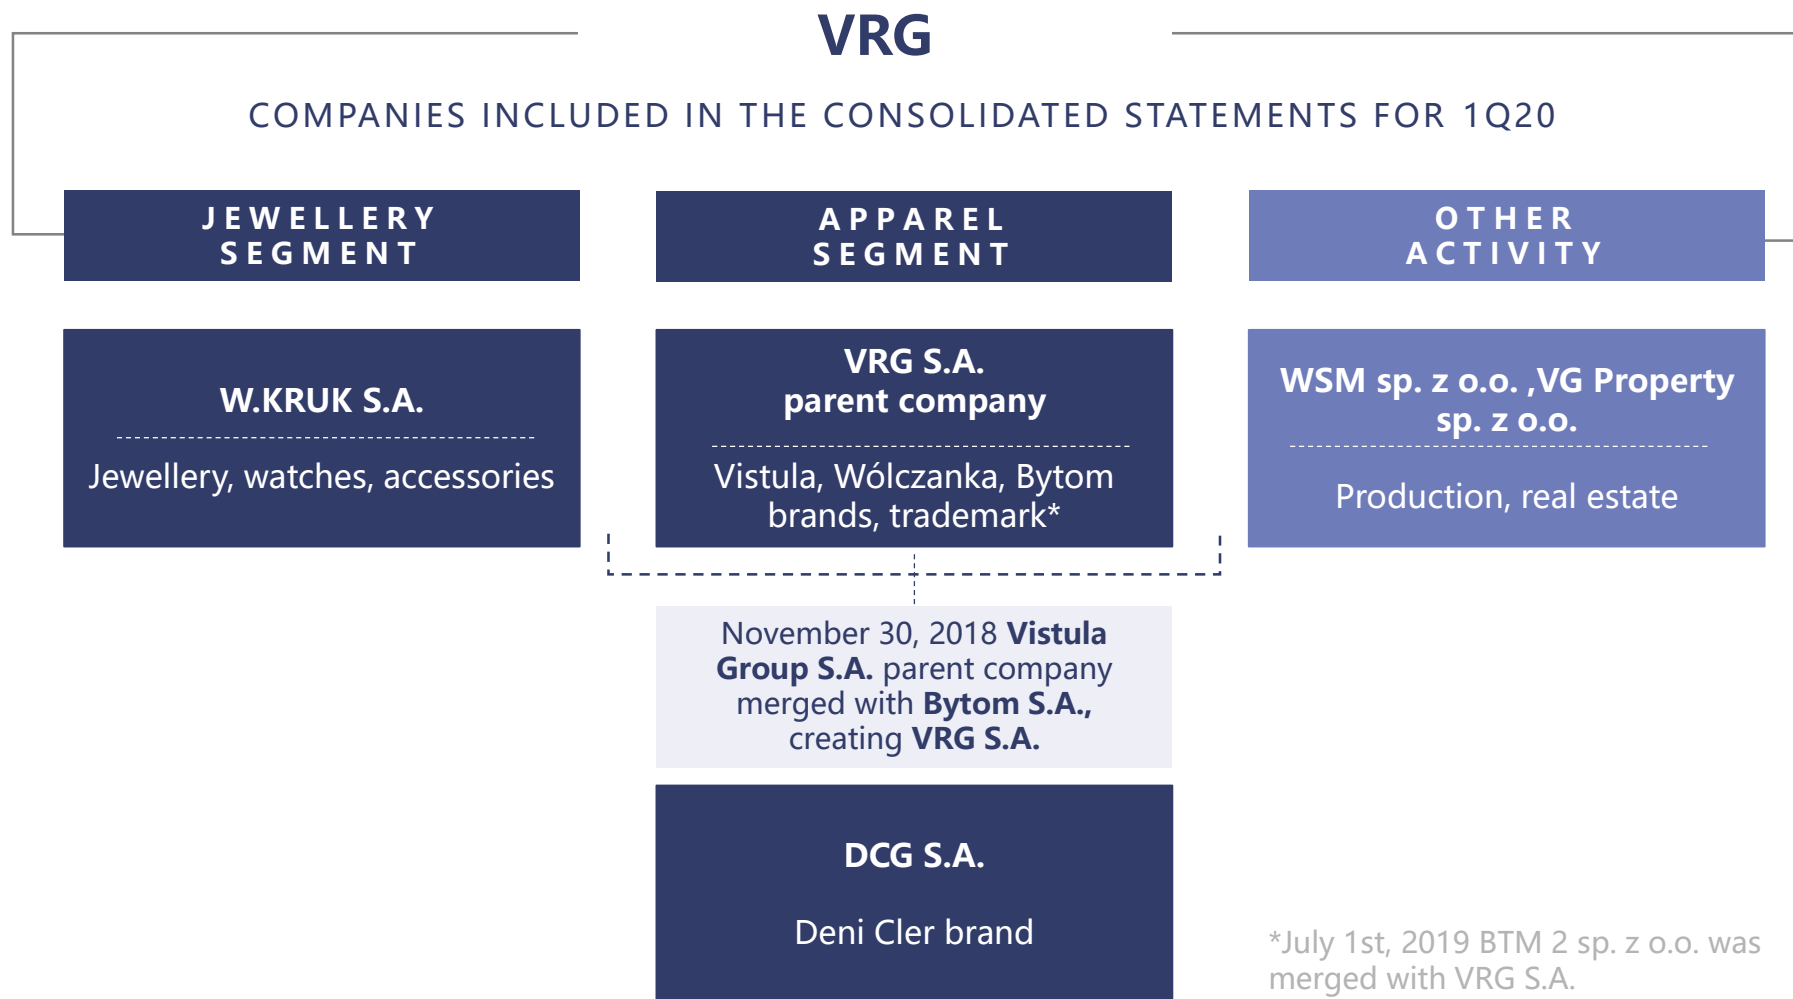 VRG
COMPANIES INCLUDED IN THE CONSOLIDATED STATEMENTS FOR 1Q20
JEWELLERY
SEGMENT
APPAREL
SEGMENT
OTHER
ACTIVITY
W.KRUK S.A.
Jewellery, watches, accessories
VRG S.A.
parent company
Vistula, Wólczanka, Bytom
brands, trademark*
WSM sp. z o.o. ,VG Property
sp. z o.o.
Production, real estate
November 30, 2018 Vistula
Group S.A. parent company
merged with Bytom S.A.,
creating VRG S.A.
DCG S.A.
Deni Cler brand
*July 1st, 2019 BTM 2 sp. z o.o. was
merged with VRG S.A.